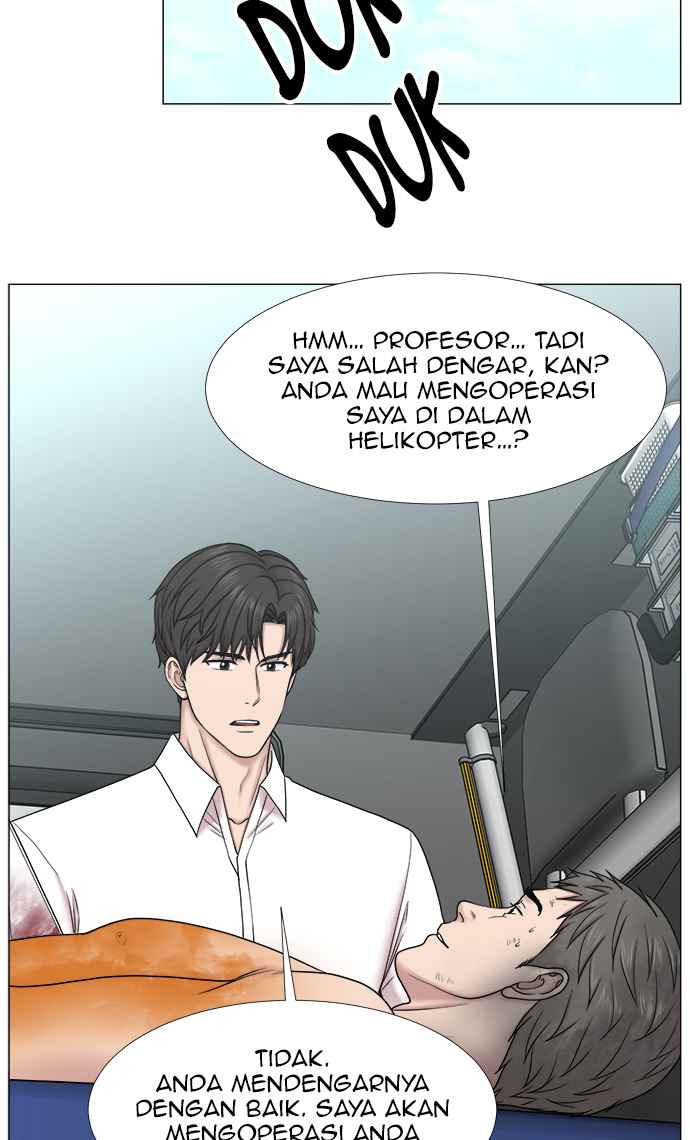 DUK
DUK
HMM... PROFESOR... TADI
SAYA SALAH DENGAR, KAN?
ANDA MAU MENGOPERASI
SAYA DI DALAM
HELIKOPTER...?
TIDAK.
ANDA MENDENGARNYA
DENGAN BAIK. SAYA AKAN
MENGOPERASI ANDA